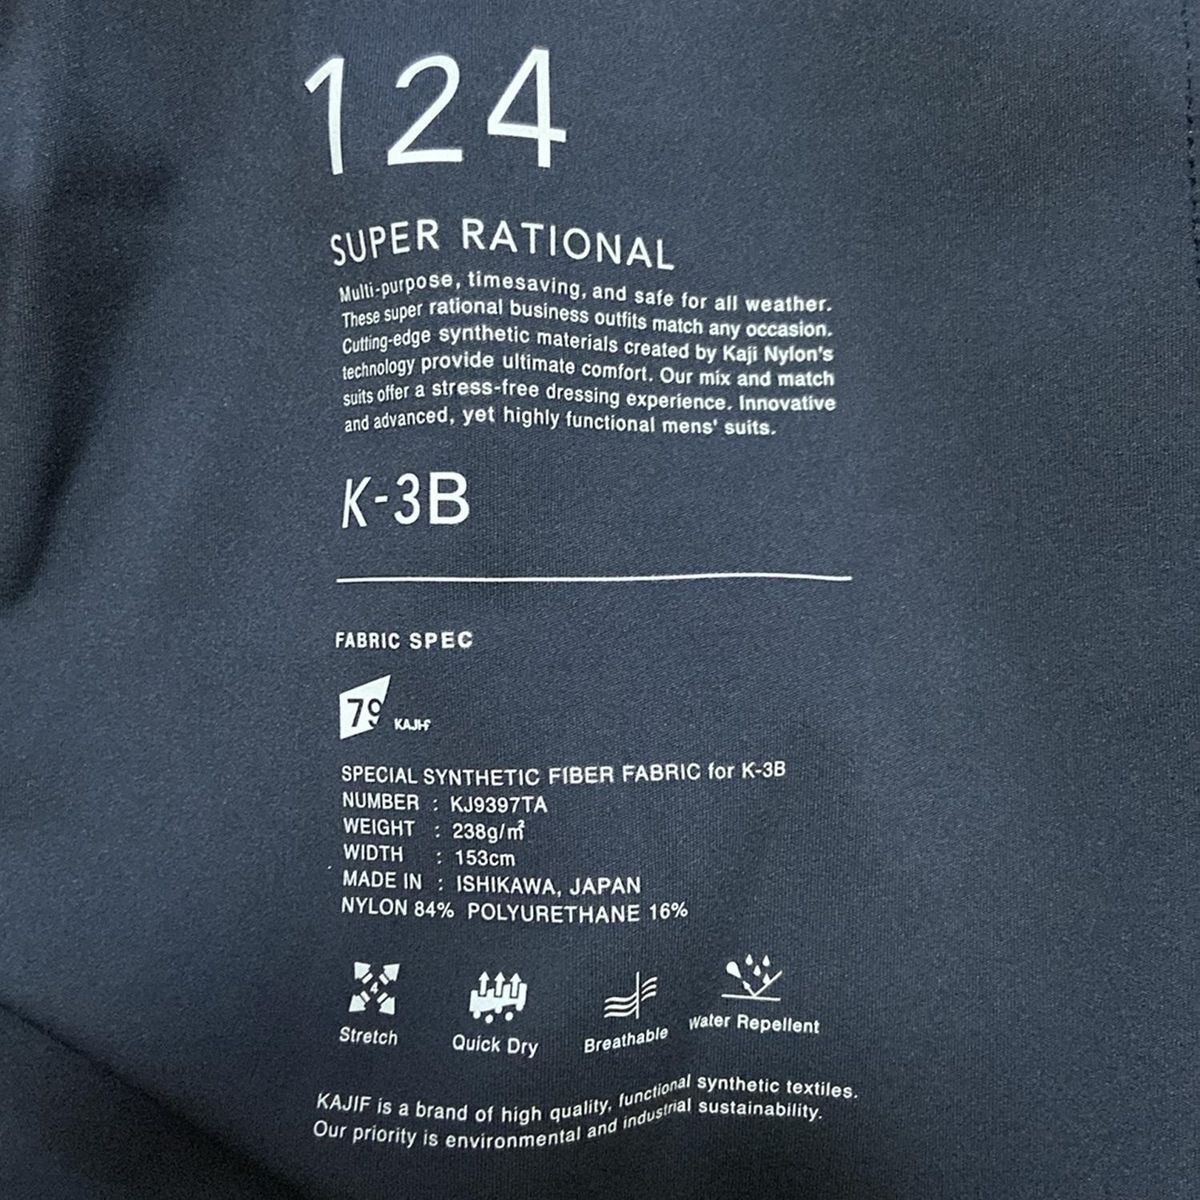 124
SUPER RATIONAL
Multi-purpose, timesaving, and safe for all weather.
These super rational business outfits match any occasion.
Cutting-edge synthetic materials created by Kaji Nylon's
technology provide ultimate comfort. Our mix and match
suits offer a stress-free dressing experience. Innovative
and advanced, yet highly functional mens' suits.
K-3B
FABRIC SPEC
79 KAJIF
SPECIAL SYNTHETIC FIBER FABRIC for K-3B
NUMBER : KJ9397TA
WEIGHT : 238g/㎡
WIDTH : 153cm
MADE IN : ISHIKAWA, JAPAN
NYLON 84% POLYURETHANE 16%
4
Stretch Quick Dry Breathable Water Repellent
KAJIF is a brand of high quality, functional synthetic textiles.
Our priority is environmental and industrial sustainability.